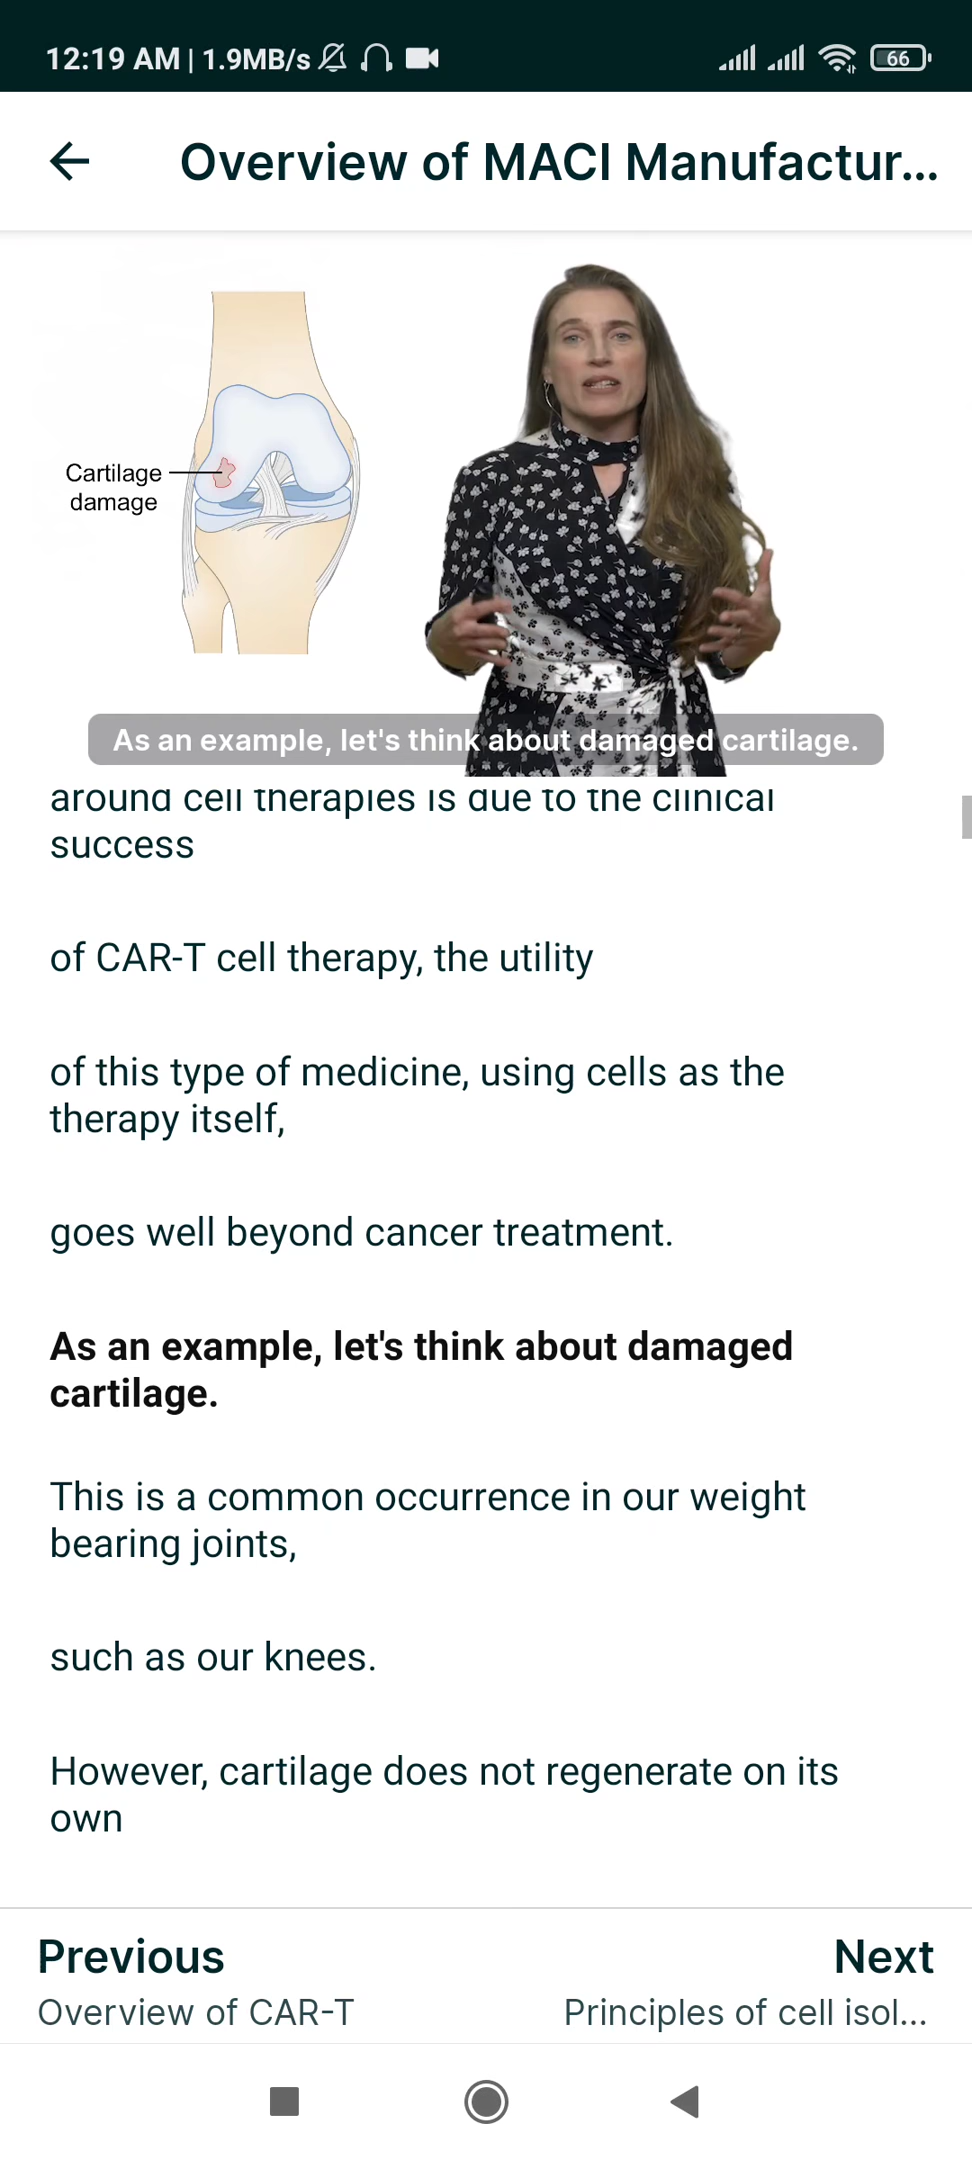 12:19 AM | 1.9MB/s
66
Overview of MACI Manufactur...
Cartilage
damage
As an example, let's think about damaged cartilage.
around cell therapies is due to the clinical
success
of CAR-T cell therapy, the utility
of this type of medicine, using cells as the
therapy itself,
goes well beyond cancer treatment.
As an example, let's think about damaged
cartilage.
This is a common occurrence in our weight
bearing joints,
such as our knees.
However, cartilage does not regenerate on its
own
Previous
Next
Overview of CAR-T
Principles of cell isol...